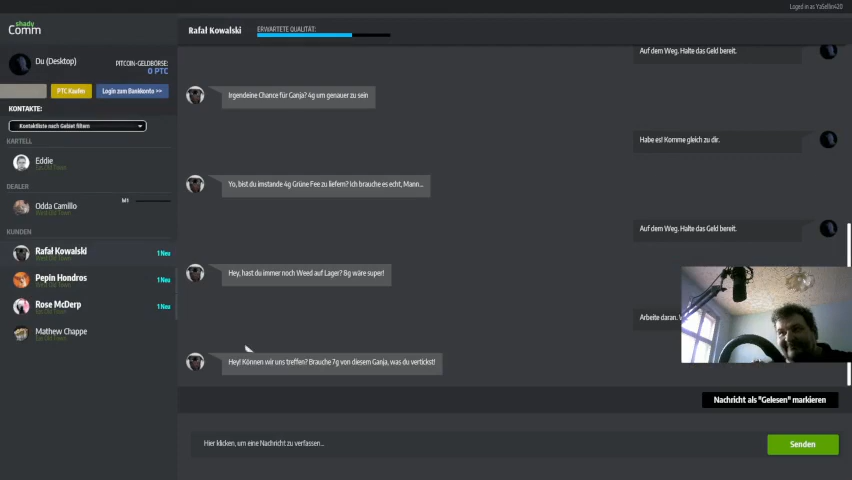 Logged in as YaSellin420
shady
Comm
Rafał Kowalski
ERWARTETE QUALITÄT:
Du (Desktop)
PITCOIN-GELDBÖRSE:
0 PTC
PTC Kaufen
Login zum Bankkonto >>
KONTAKTE:
Kontaktliste nach Gebiet filtern
KARTELL
Eddie
DEALER
Odda Camillo
M1
KUNDEN
Rafał Kowalski
1 Neu
Pepin Hondros
1 Neu
Rose McDerp
1 Neu
Mathew Chappe
Auf dem Weg. Halte das Geld bereit.
Irgendeine Chance für Ganja? 4g um genauer zu sein
Habe es! Komme gleich zu dir.
Yo, bist du imstande 4g Grüne Fee zu liefern? Ich brauche es echt, Mann...
Auf dem Weg. Halte das Geld bereit.
Hey, hast du immer noch Weed auf Lager? 8g wäre super!
Arbeite daran.
Hey! Können wir uns treffen? Brauche 7g von diesem Ganja, was du vertickst!
Nachricht als "Gelesen" markieren
Hier klicken, um eine Nachricht zu verfassen...
Senden